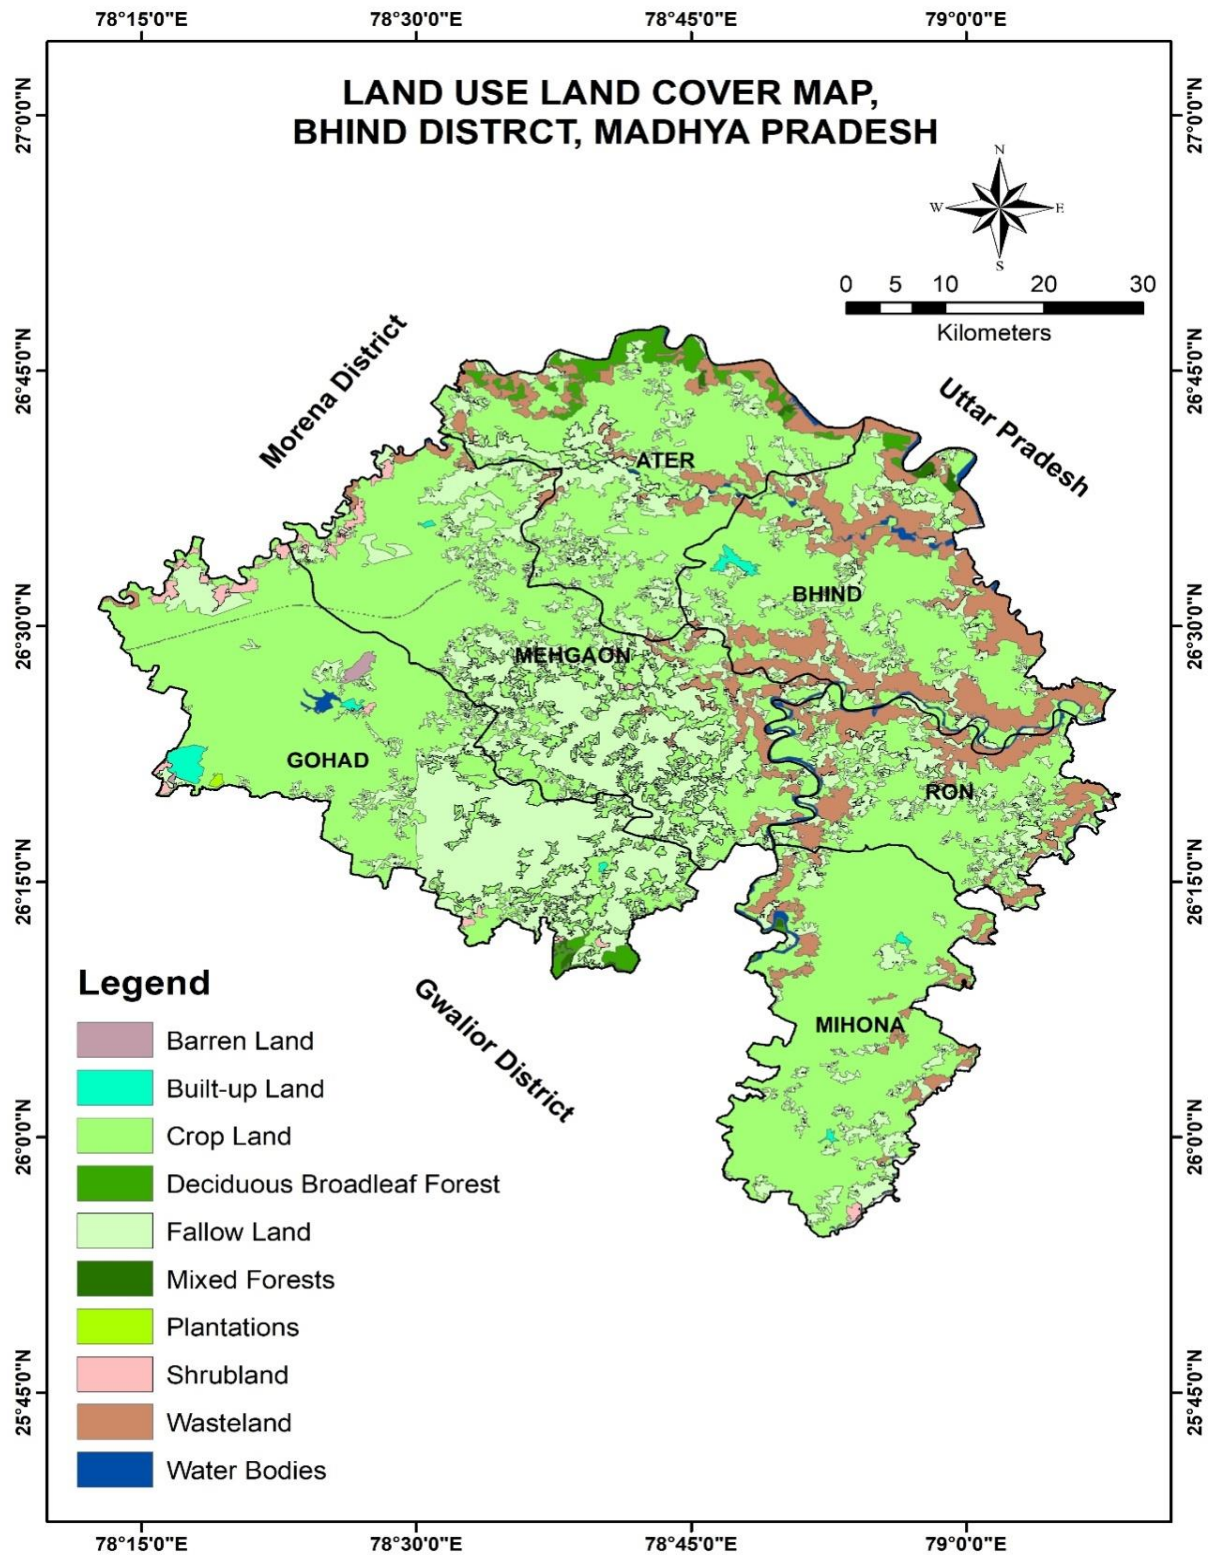 78°15'0"E 78°30'0"E 78°45'0"E 79°0'0"E
LAND USE LAND COVER MAP,
BHIND DISTRCT, MADHYA PRADESH
27°0'0"N
27°0'0"N
N
W E
S
0 5 10 20 30
Kilometers
26°45'0"N
26°45'0"N
Morena District
Uttar Pradesh
ATER
BHIND
26°30'0"N
26°30'0"N
MEHGAON
GOHAD
RON
26°15'0"N
26°15'0"N
Gwalior District
MIHONA
Legend
Barren Land
Built-up Land
Crop Land
Deciduous Broadleaf Forest
Fallow Land
Mixed Forests
Plantations
Shrubland
Wasteland
Water Bodies
26°0'0"N
26°0'0"N
25°45'0"N
25°45'0"N
78°15'0"E 78°30'0"E 78°45'0"E 79°0'0"E